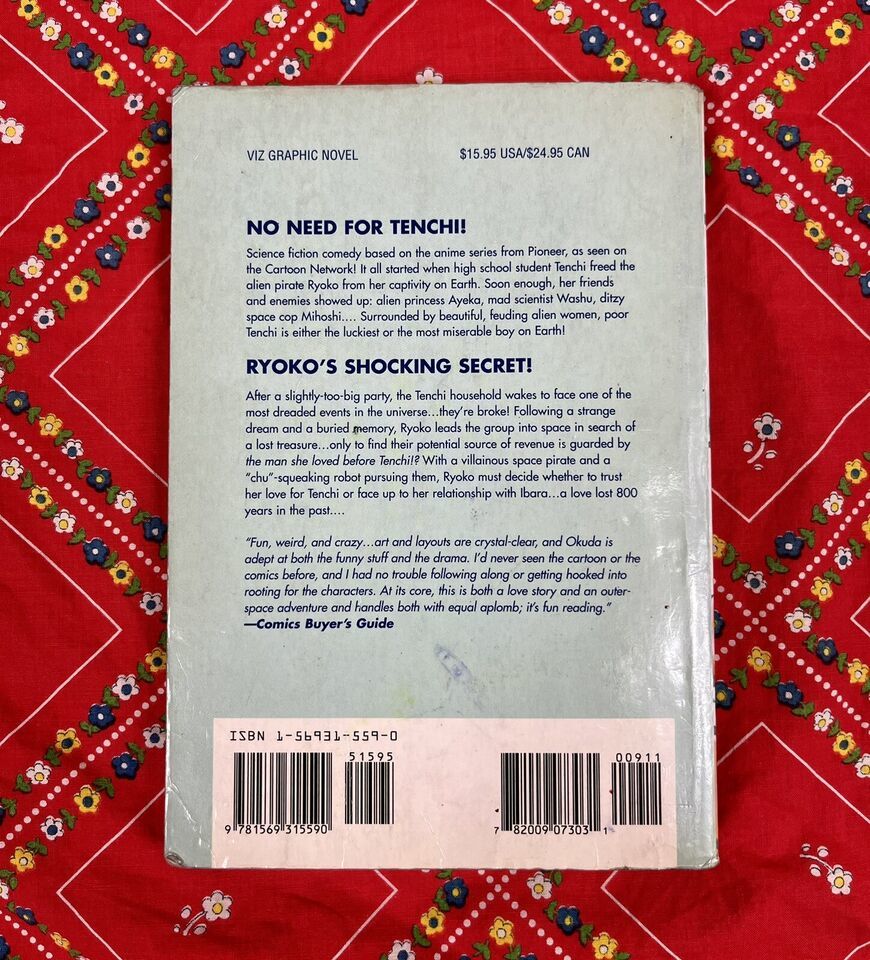 VIZ GRAPHIC NOVEL $15.95 USA/$24.95 CAN
NO NEED FOR TENCHI!
Science fiction comedy based on the anime series from Pioneer, as seen on
the Cartoon Network! It all started when high school student Tenchi freed the
alien pirate Ryoko from her captivity on Earth. Soon enough, her friends
and enemies showed up: alien princess Ayeka, mad scientist Washu, ditzy
space cop Mihoshi.... Surrounded by beautiful, feuding alien women, poor
Tenchi is either the luckiest or the most miserable boy on Earth!
RYOKO'S SHOCKING SECRET!
After a slightly-too-big party, the Tenchi household wakes to face one of the
most dreaded events in the universe...they're broke! Following a strange
dream and a buried memory, Ryoko leads the group into space in search of
a lost treasure...only to find their potential source of revenue is guarded by
the man she loved before Tenchi!? With a villainous space pirate and a
"chu"-squeaking robot pursuing them, Ryoko must decide whether to trust
her love for Tenchi or face up to her relationship with Ibara...a love lost 800
years in the past....
"Fun, weird, and crazy...art and layouts are crystal-clear, and Okuda is
adept at both the funny stuff and the drama. I'd never seen the cartoon or the
comics before, and I had no trouble following along or getting hooked into
rooting for the characters. At its core, this is both a love story and an outer-
space adventure and handles both with equal aplomb; it's fun reading."
—Comics Buyer's Guide
ISBN 1-56931-559-0
51595
00911
9 781569 315590
7 82009 07303 1